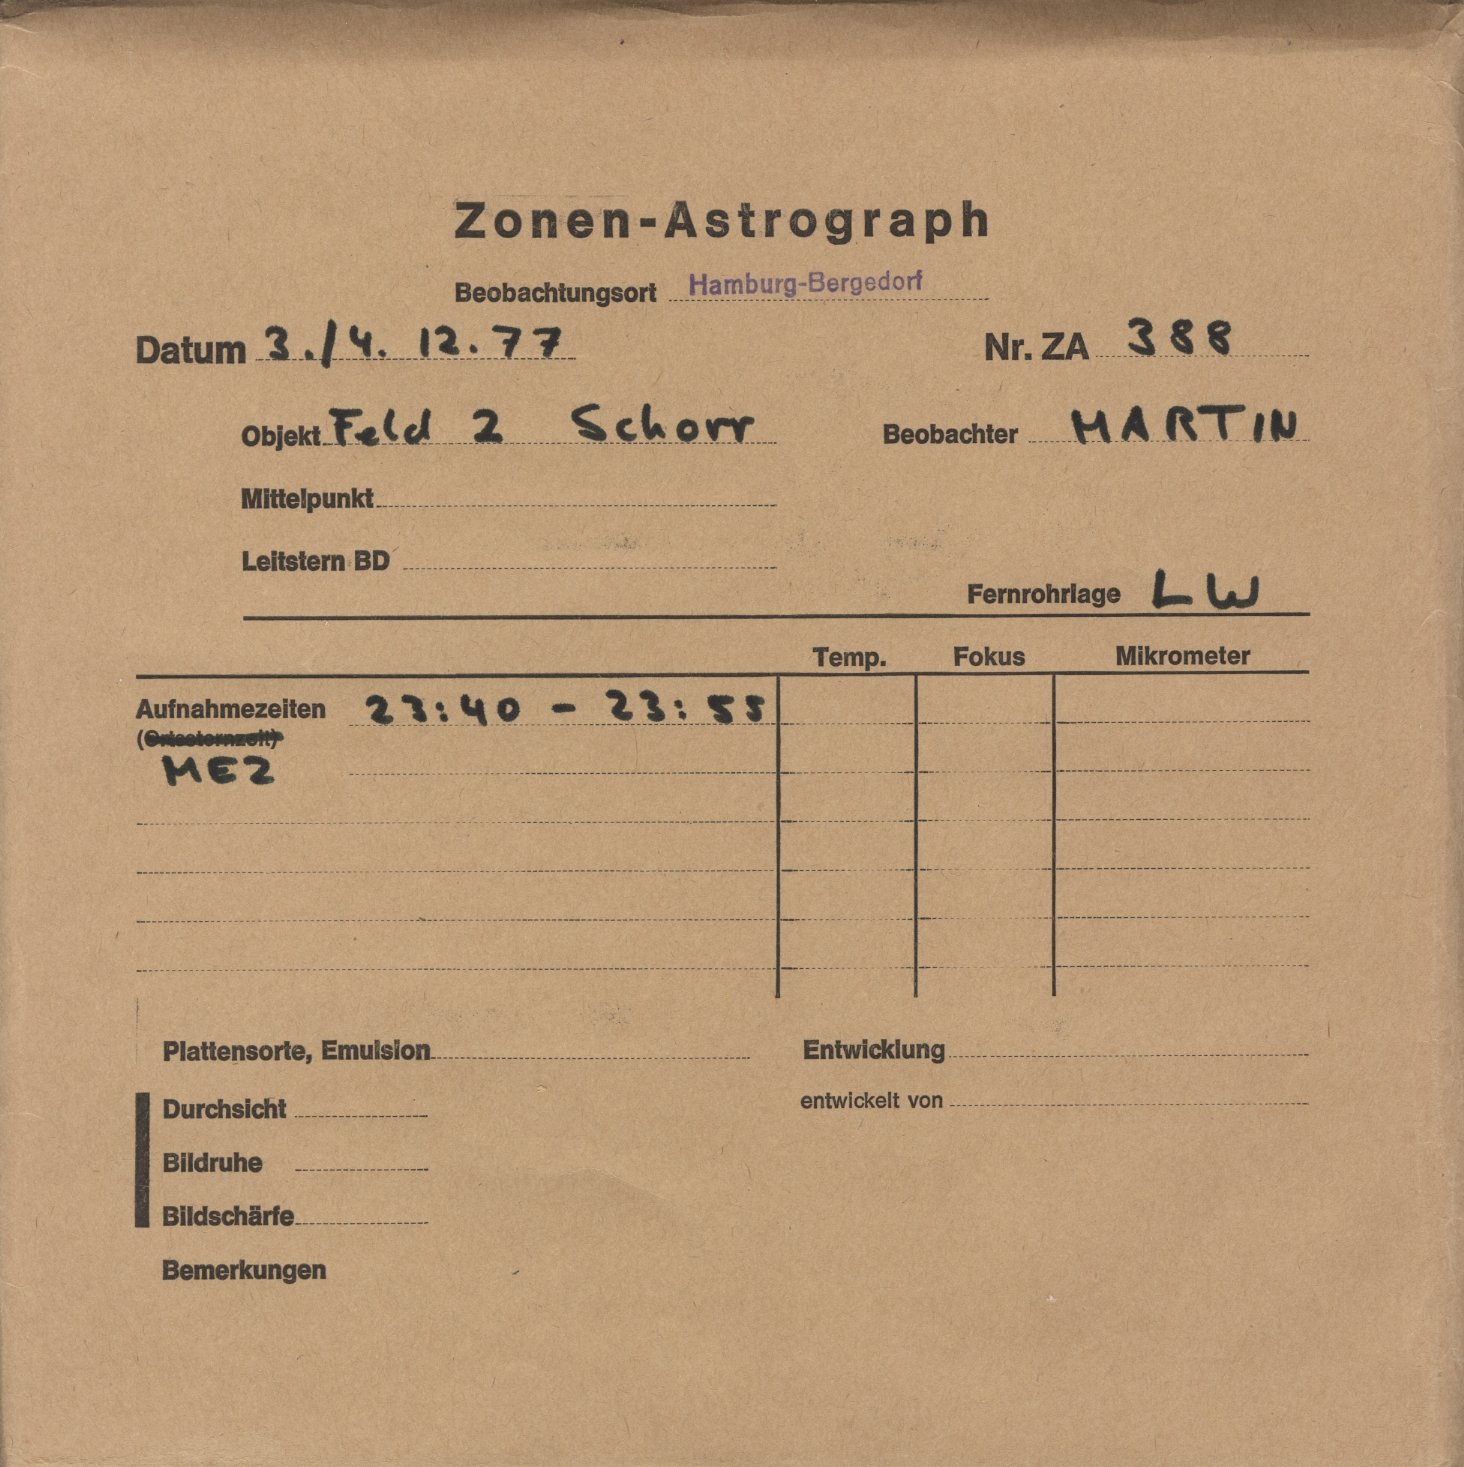 Zonen-Astrograph
Beobachtungsort Hamburg-Bergedorf
Datum 3./4. 12.77 Nr. ZA 388
Objekt Feld 2 Schorr Beobachter MARTIN
Mittelpunkt
Leitstern BD
Fernrohrlage LW
Temp. Fokus Mikrometer
Aufnahmezeiten 23:40 - 23:55
(Ortssternzeit)
MEZ
Plattensorte, Emulsion Entwicklung
Durchsicht entwickelt von
Bildruhe
Bildschärfe
Bemerkungen